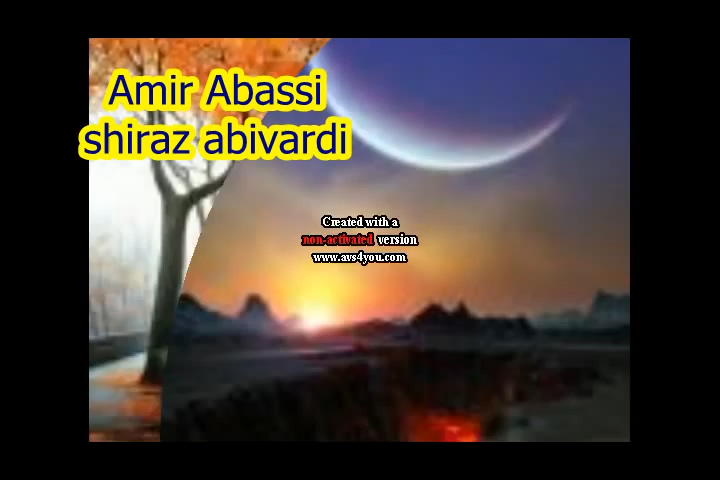 Amir Abassi
shiraz abivardi
Created with a
non-activated version
www.avs4you.com